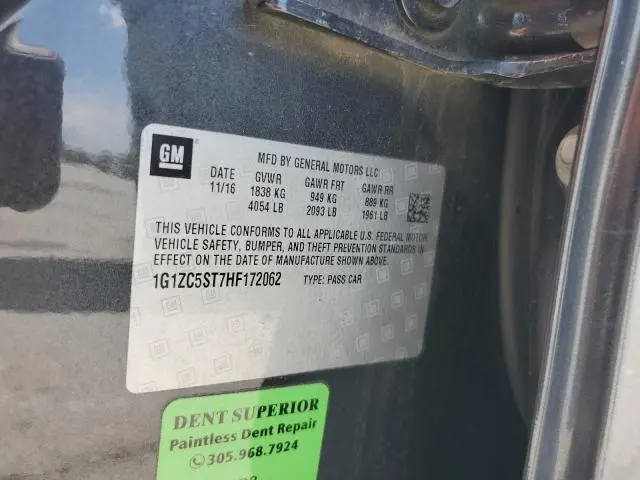 GM
MFD BY GENERAL MOTORS LLC
DATE GVWR GAWR FRT GAWR RR
11/16 1838 KG 949 KG 889 KG
4054 LB 2093 LB 1961 LB
THIS VEHICLE CONFORMS TO ALL APPLICABLE U.S. FEDERAL MOTOR
VEHICLE SAFETY, BUMPER, AND THEFT PREVENTION STANDARDS IN
EFFECT ON THE DATE OF MANUFACTURE SHOWN ABOVE.
1G1ZC5ST7HF172062 TYPE: PASS CAR
DENT SUPERIOR
Paintless Dent Repair
305.968.7924